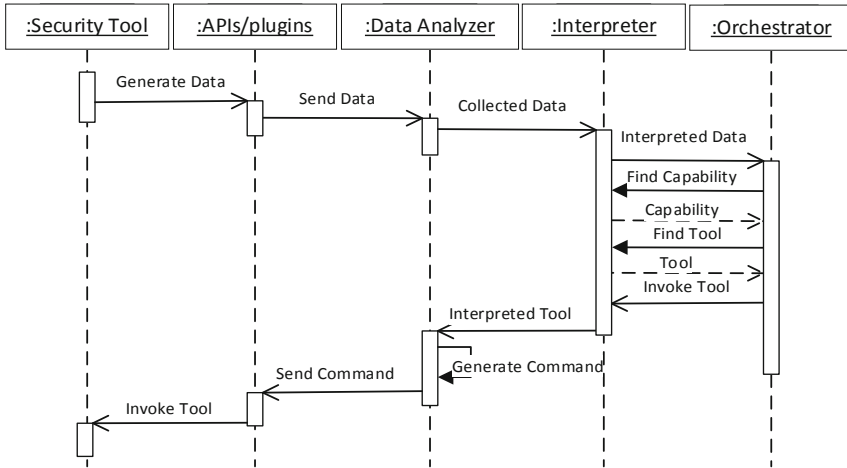 :Security Tool
:APIs/plugins
:Data Analyzer
:Interpreter
:Orchestrator
Generate Data
Send Data
Collected Data
Interpreted Data
Find Capability
Capability
Find Tool
Tool
Invoke Tool
Interpreted Tool
Generate Command
Send Command
Invoke Tool